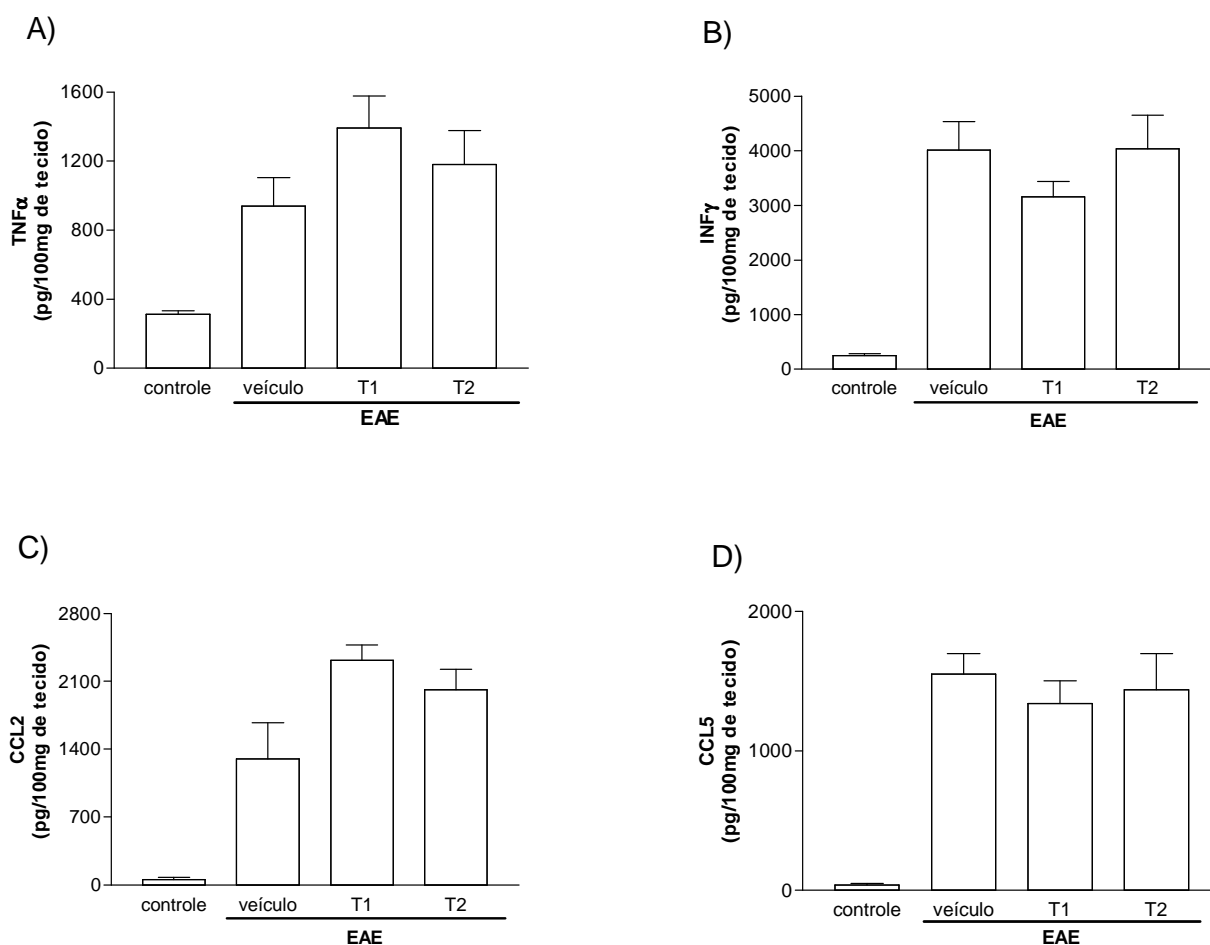 A)
TNFα
(pg/100mg de tecido)
1600
1200
800
400
0
controle
veículo
T1
T2
EAE
B)
INFγ
(pg/100mg de tecido)
5000
4000
3000
2000
1000
0
controle
veículo
T1
T2
EAE
C)
CCL2
(pg/100mg de tecido)
2800
2100
1400
700
0
controle
veículo
T1
T2
EAE
D)
CCL5
(pg/100mg de tecido)
2000
1000
0
controle
veículo
T1
T2
EAE